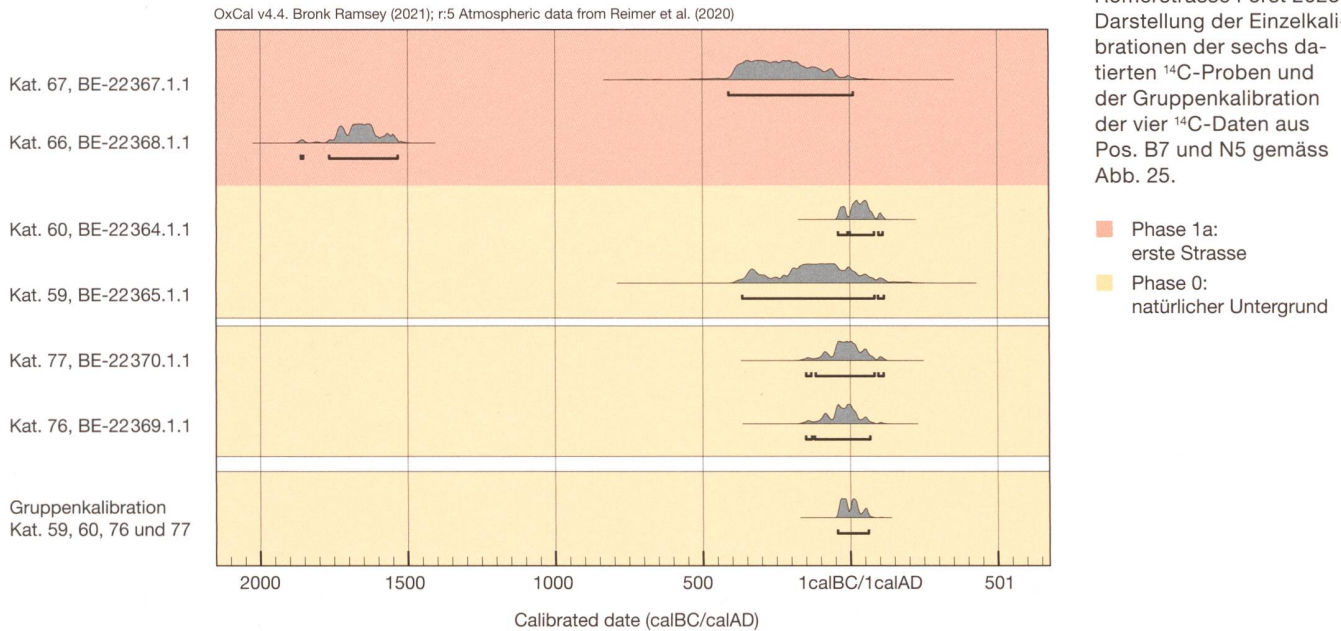 OxCal v4.4. Bronk Ramsey (2021); r:5 Atmospheric data from Reimer et al. (2020)
Kat. 67, BE-22367.1.1
Kat. 66, BE-22368.1.1
Kat. 60, BE-22364.1.1
Kat. 59, BE-22365.1.1
Kat. 77, BE-22370.1.1
Kat. 76, BE-22369.1.1
Gruppenkalibration
Kat. 59, 60, 76 und 77
2000 1500 1000 500 1calBC/1calAD 501
Calibrated date (calBC/calAD)
Darstellung der Einzelkali-
brationen der sechs da-
tierten ¹⁴C-Proben und
der Gruppenkalibration
der vier ¹⁴C-Daten aus
Pos. B7 und N5 gemäss
Abb. 25.
Phase 1a:
erste Strasse
Phase 0:
natürlicher Untergrund